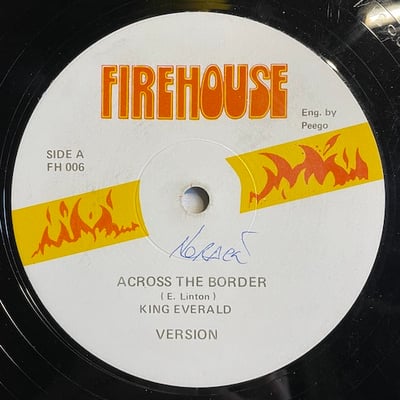 FIREHOUSE
Eng. by
Peego
SIDE A
FH 006
ACROSS THE BORDER
( E. Linton )
KING EVERALD
VERSION